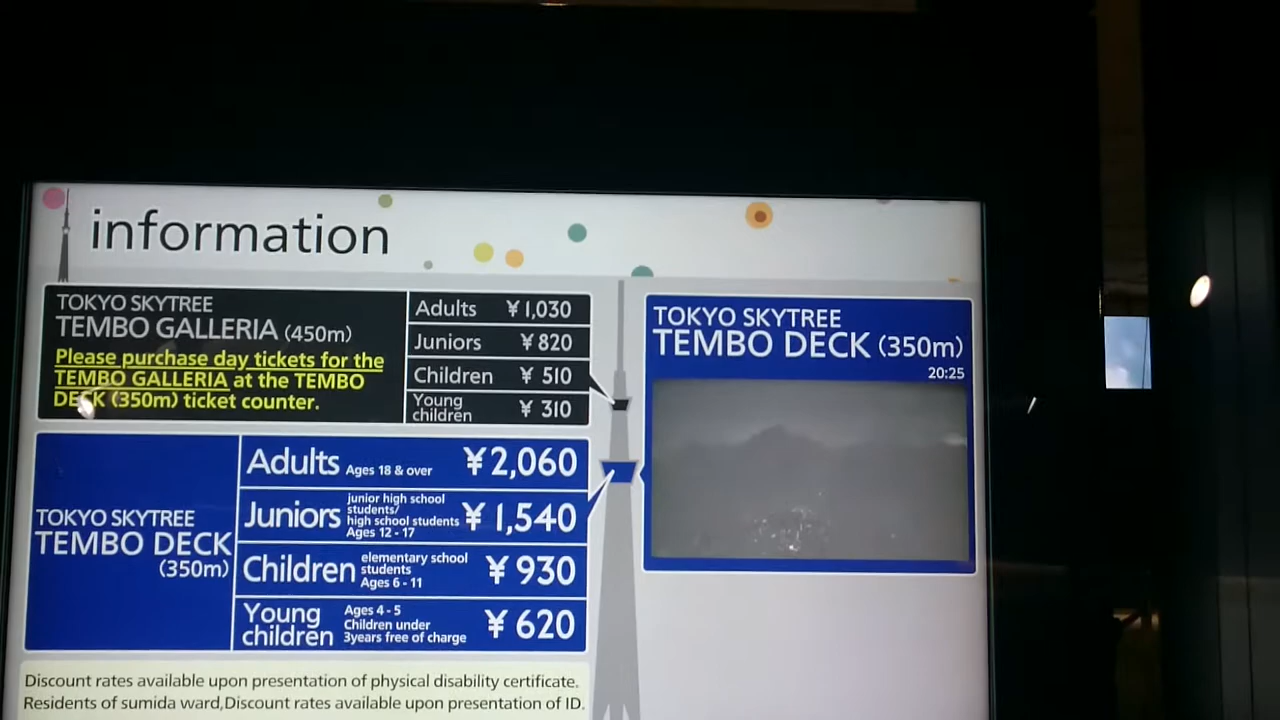 information
TOKYO SKYTREE
TEMBO GALLERIA (450m)
Please purchase day tickets for the
TEMBO GALLERIA at the TEMBO
DECK (350m) ticket counter.
Adults ¥1,030
Juniors ¥820
Children ¥ 510
Young
children ¥ 310
TOKYO SKYTREE
TEMBO DECK
(350m)
Adults Ages 18 & over ¥2,060
Juniors junior high school
students/
high school students
Ages 12 - 17 ¥ 1,540
Children elementary school
students
Ages 6 - 11 ¥ 930
Young
children Ages 4 - 5
Children under
3years free of charge ¥ 620
Discount rates available upon presentation of physical disability certificate.
Residents of sumida ward,Discount rates available upon presentation of ID.
TOKYO SKYTREE
TEMBO DECK (350m)
20:25